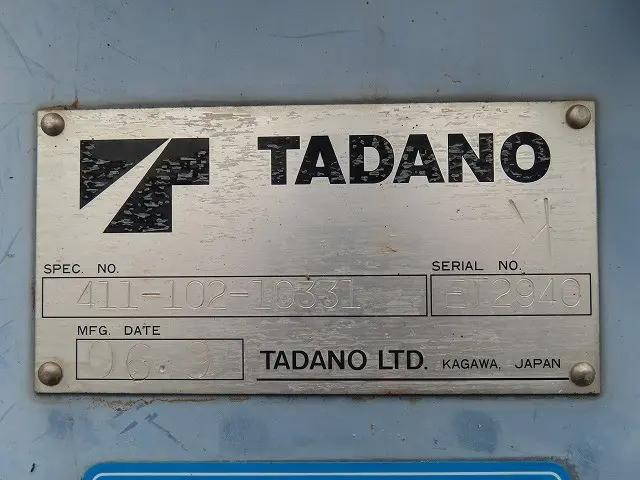 TADANO
SPEC. NO.
411-102-10331
SERIAL NO.
MFG. DATE
TADANO LTD. KAGAWA, JAPAN